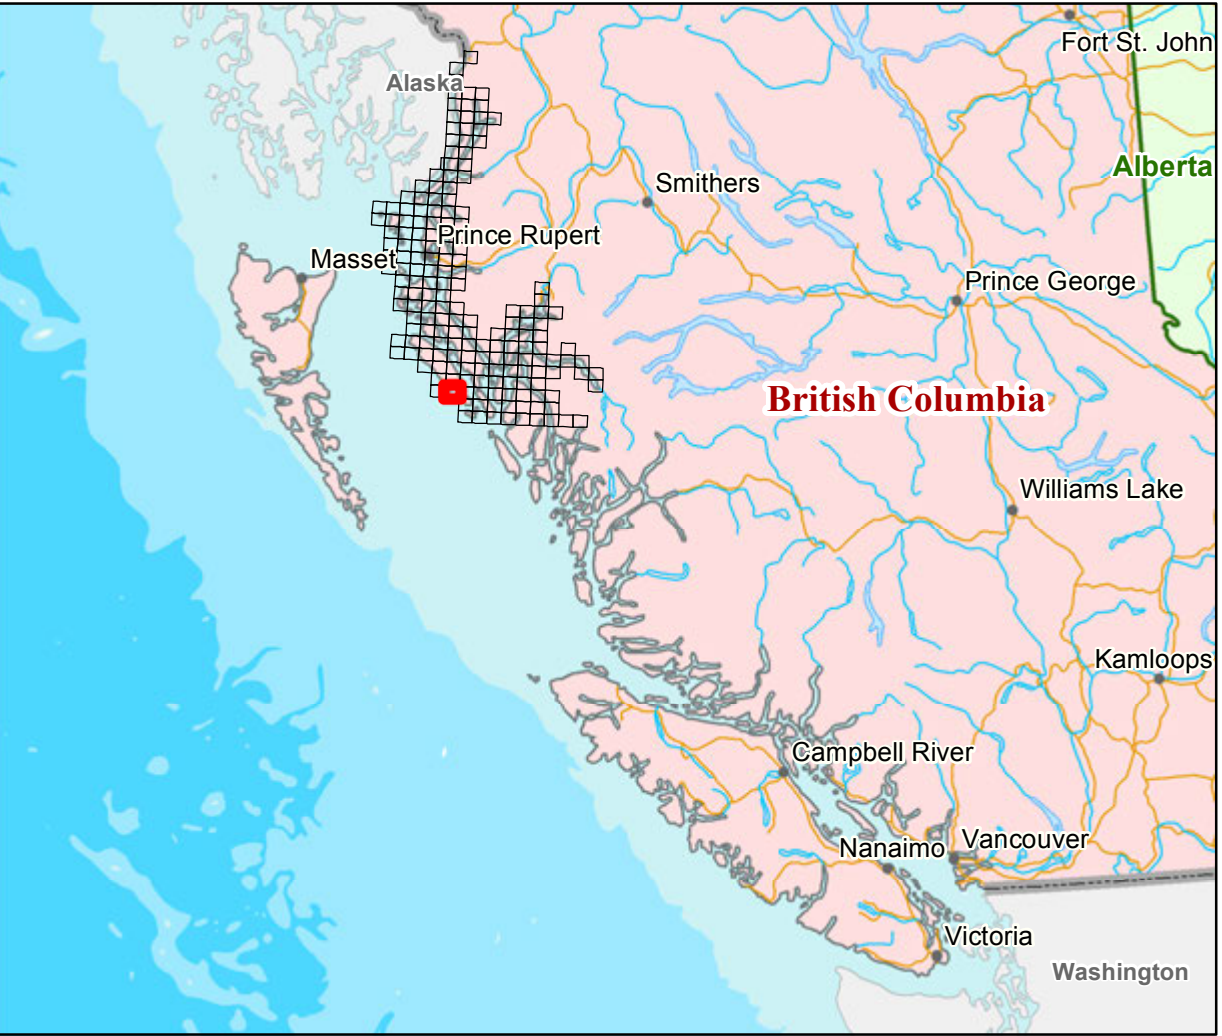 Fort St. John
Alaska
Alberta
Smithers
Prince Rupert
Masset
Prince George
British Columbia
Williams Lake
Kamloops
Campbell River
Vancouver
Nanaimo
Victoria
Washington